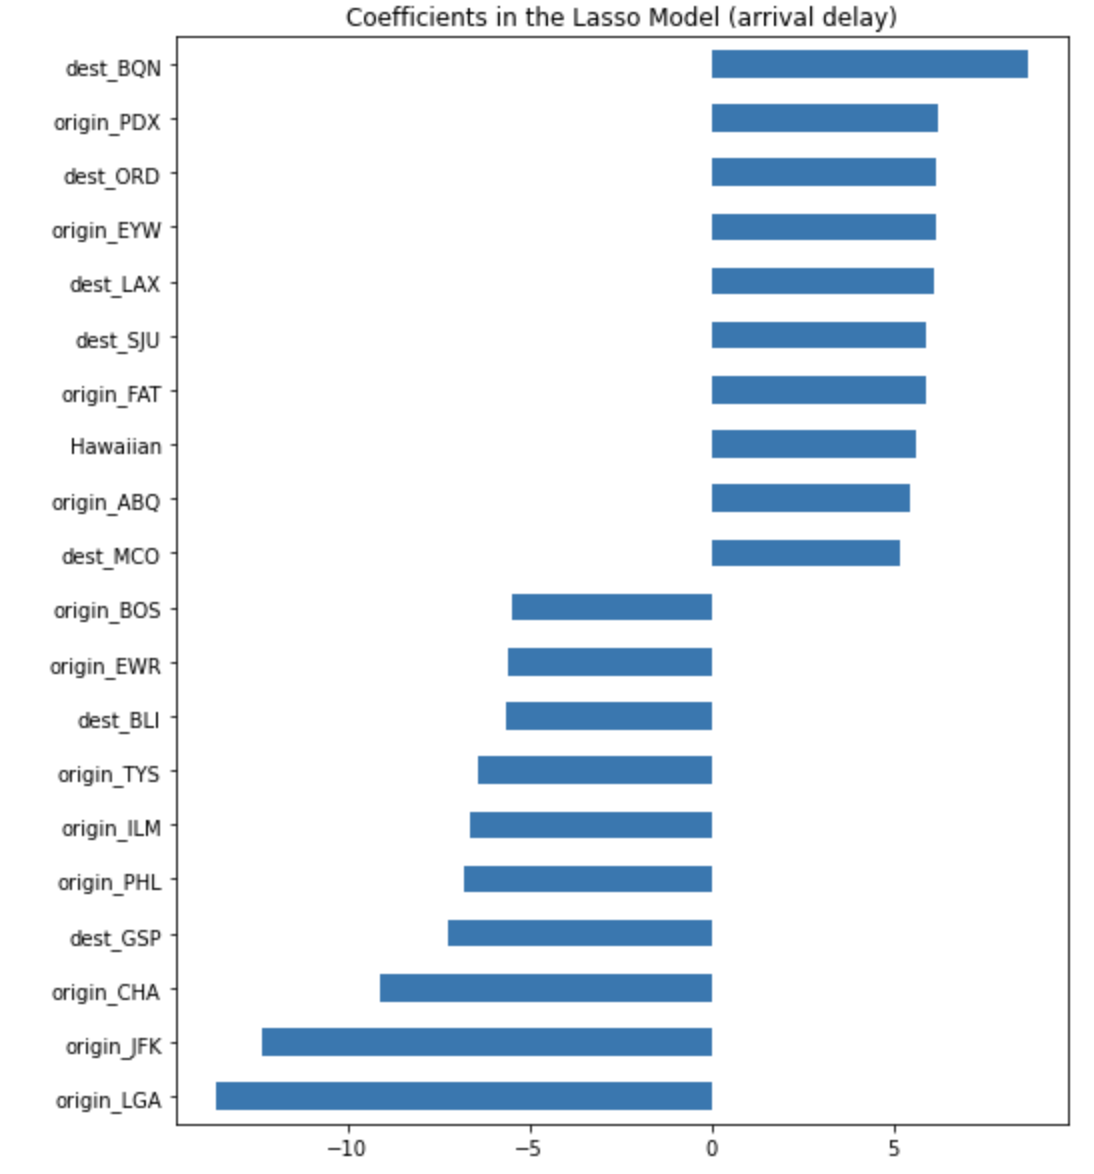 Coefficients in the Lasso Model (arrival delay)
dest_BQN
origin_PDX
dest_ORD
origin_EYW
dest_LAX
dest_SJU
origin_FAT
Hawaiian
origin_ABQ
dest_MCO
origin_BOS
origin_EWR
dest_BLI
origin_TYS
origin_ILM
origin_PHL
dest_GSP
origin_CHA
origin_JFK
origin_LGA
−10 −5 0 5